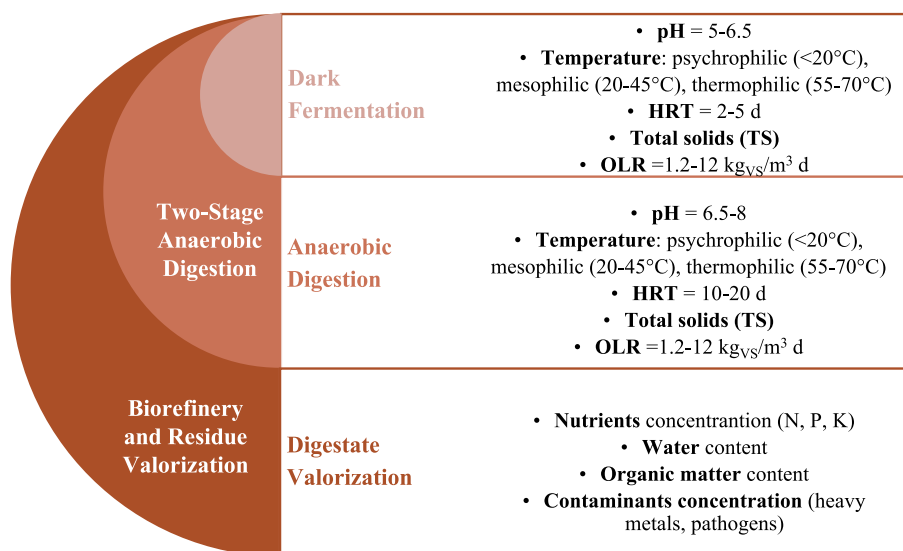 Dark
Fermentation
• pH = 5-6.5
• Temperature: psychrophilic (<20°C),
mesophilic (20-45°C), thermophilic (55-70°C)
• HRT = 2-5 d
• Total solids (TS)
• OLR =1.2-12 kgVS/m³ d
Two-Stage
Anaerobic
Digestion
Anaerobic
Digestion
• pH = 6.5-8
• Temperature: psychrophilic (<20°C),
mesophilic (20-45°C), thermophilic (55-70°C)
• HRT = 10-20 d
• Total solids (TS)
• OLR =1.2-12 kgVS/m³ d
Biorefinery
and Residue
Valorization
Digestate
Valorization
• Nutrients concentrantion (N, P, K)
• Water content
• Organic matter content
• Contaminants concentration (heavy
metals, pathogens)